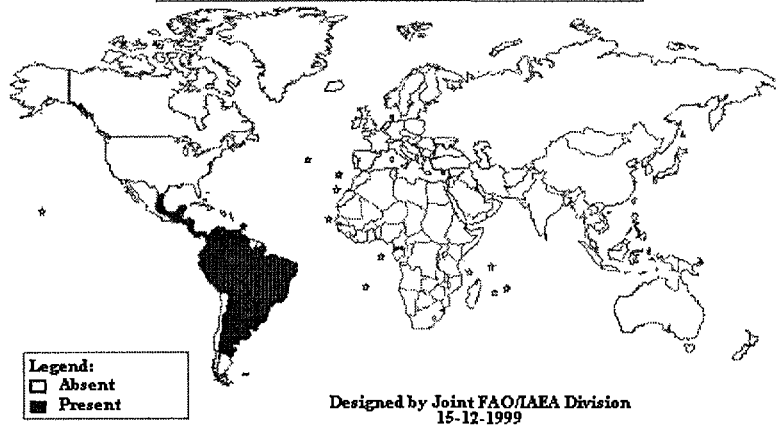 Legend:
Absent
Present
Designed by Joint FAO/IAEA Division
15-12-1999